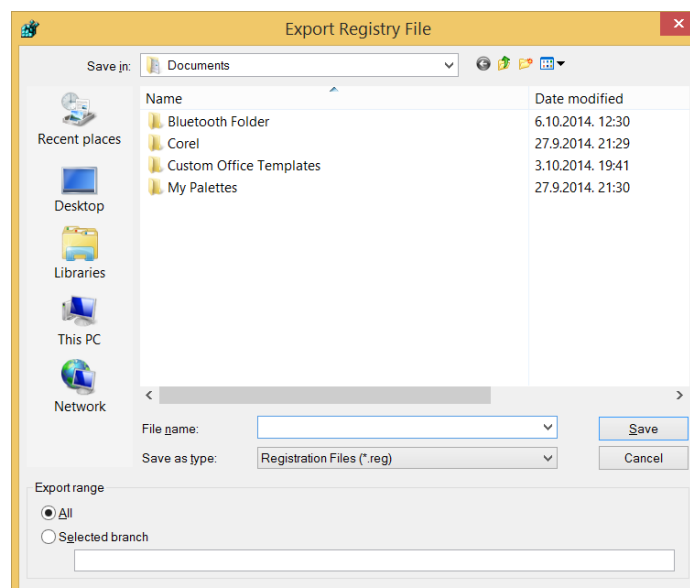 Export Registry File
Save in: Documents
Name Date modified
Bluetooth Folder 6.10.2014. 12:30
Corel 27.9.2014. 21:29
Custom Office Templates 3.10.2014. 19:41
My Palettes 27.9.2014. 21:30
Recent places
Desktop
Libraries
This PC
Network
File name: Save
Save as type: Registration Files (*.reg) Cancel
Export range
All
Selected branch